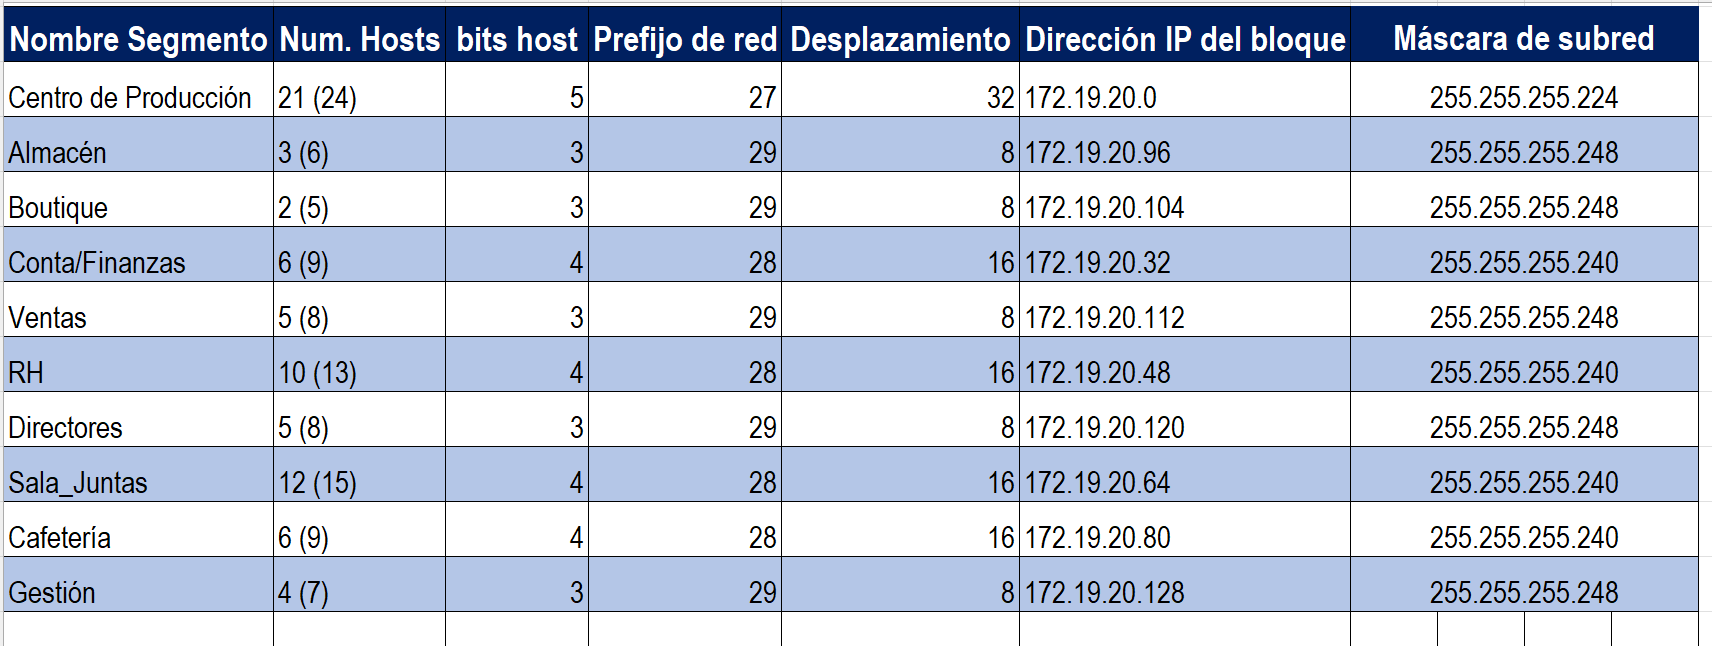 Nombre Segmento Num. Hosts bits host Prefijo de red Desplazamiento Dirección IP del bloque Máscara de subred
Centro de Producción 21 (24) 5 27 32 172.19.20.0 255.255.255.224
Almacén 3 (6) 3 29 8 172.19.20.96 255.255.255.248
Boutique 2 (5) 3 29 8 172.19.20.104 255.255.255.248
Conta/Finanzas 6 (9) 4 28 16 172.19.20.32 255.255.255.240
Ventas 5 (8) 3 29 8 172.19.20.112 255.255.255.248
RH 10 (13) 4 28 16 172.19.20.48 255.255.255.240
Directores 5 (8) 3 29 8 172.19.20.120 255.255.255.248
Sala_Juntas 12 (15) 4 28 16 172.19.20.64 255.255.255.240
Cafetería 6 (9) 4 28 16 172.19.20.80 255.255.255.240
Gestión 4 (7) 3 29 8 172.19.20.128 255.255.255.248